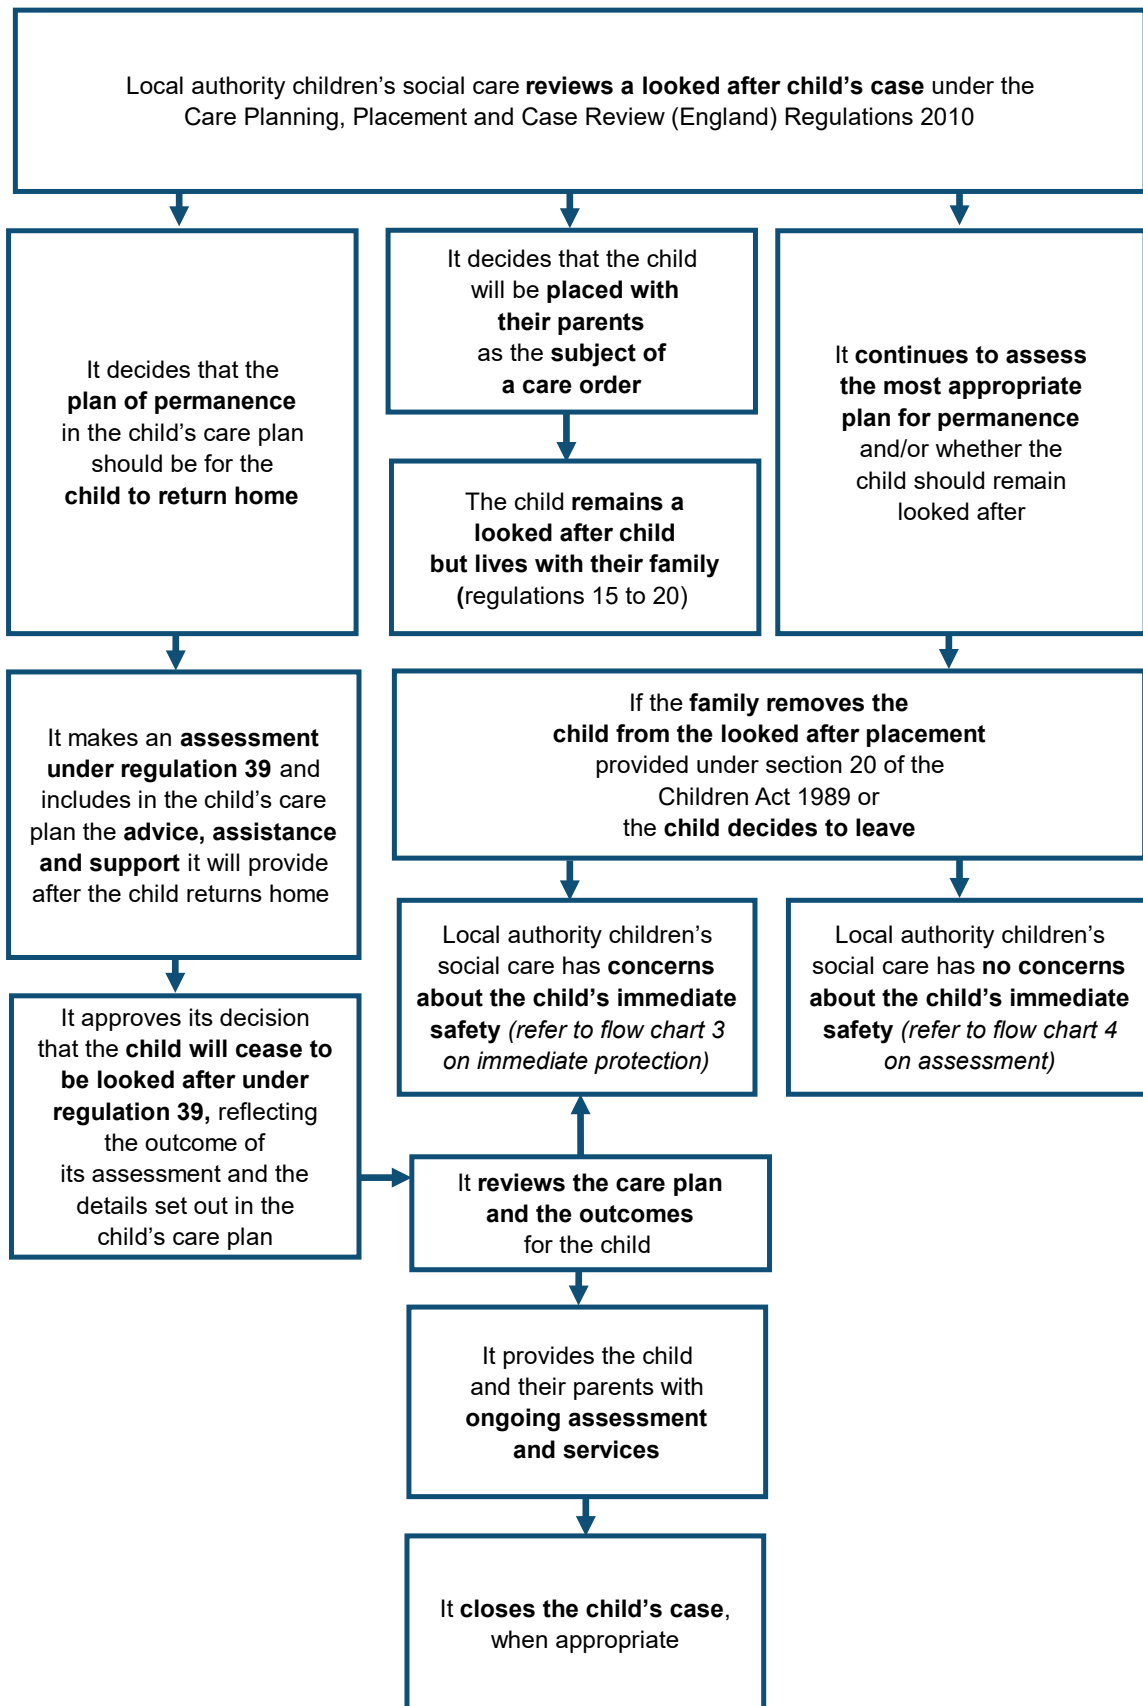 Local authority children’s social care reviews a looked after child’s case under the
Care Planning, Placement and Case Review (England) Regulations 2010
It decides that the
plan of permanence
in the child’s care plan
should be for the
child to return home
It decides that the child
will be placed with
their parents
as the subject of
a care order
The child remains a
looked after child
but lives with their family
(regulations 15 to 20)
It continues to assess
the most appropriate
plan for permanence
and/or whether the
child should remain
looked after
It makes an assessment
under regulation 39 and
includes in the child’s care
plan the advice, assistance
and support it will provide
after the child returns home
If the family removes the
child from the looked after placement
provided under section 20 of the
Children Act 1989 or
the child decides to leave
Local authority children’s
social care has concerns
about the child’s immediate
safety (refer to flow chart 3
on immediate protection)
Local authority children’s
social care has no concerns
about the child’s immediate
safety (refer to flow chart 4
on assessment)
It approves its decision
that the child will cease to
be looked after under
regulation 39, reflecting
the outcome of
its assessment and the
details set out in the
child’s care plan
It reviews the care plan
and the outcomes
for the child
It provides the child
and their parents with
ongoing assessment
and services
It closes the child’s case,
when appropriate